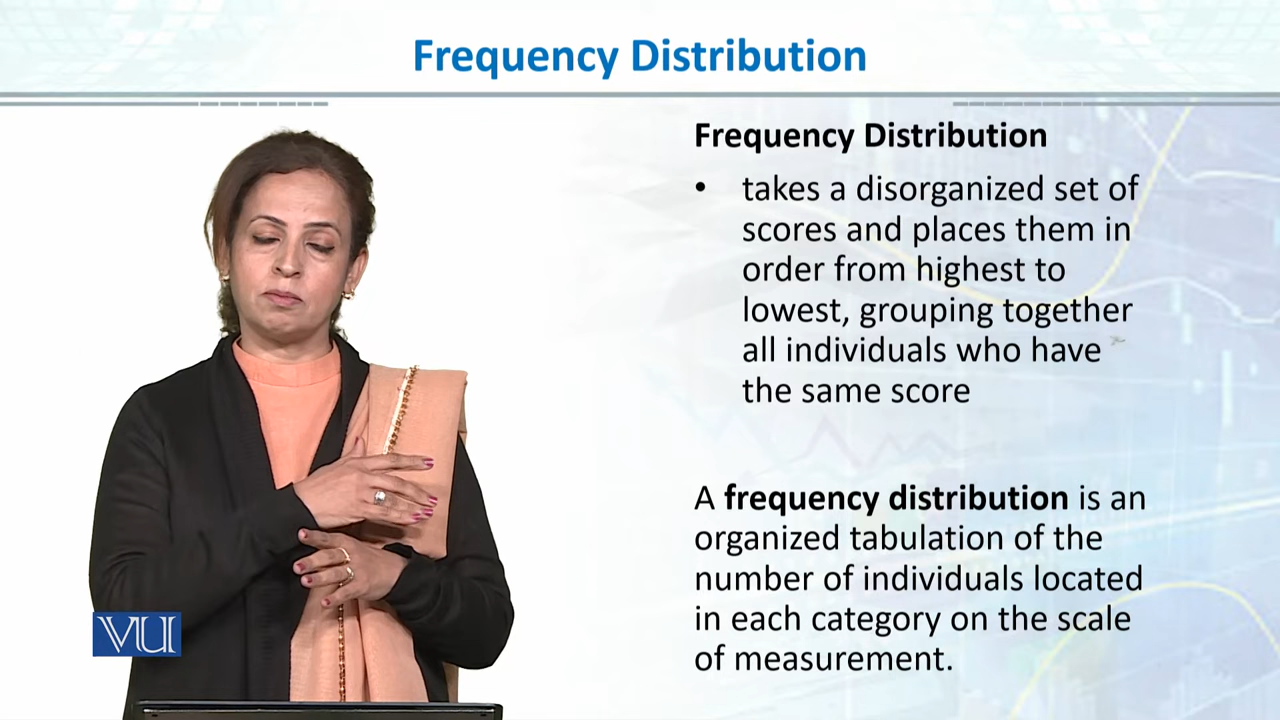 Frequency Distribution
Frequency Distribution
• takes a disorganized set of
scores and places them in
order from highest to
lowest, grouping together
all individuals who have
the same score
A frequency distribution is an
organized tabulation of the
number of individuals located
in each category on the scale
of measurement.
VU